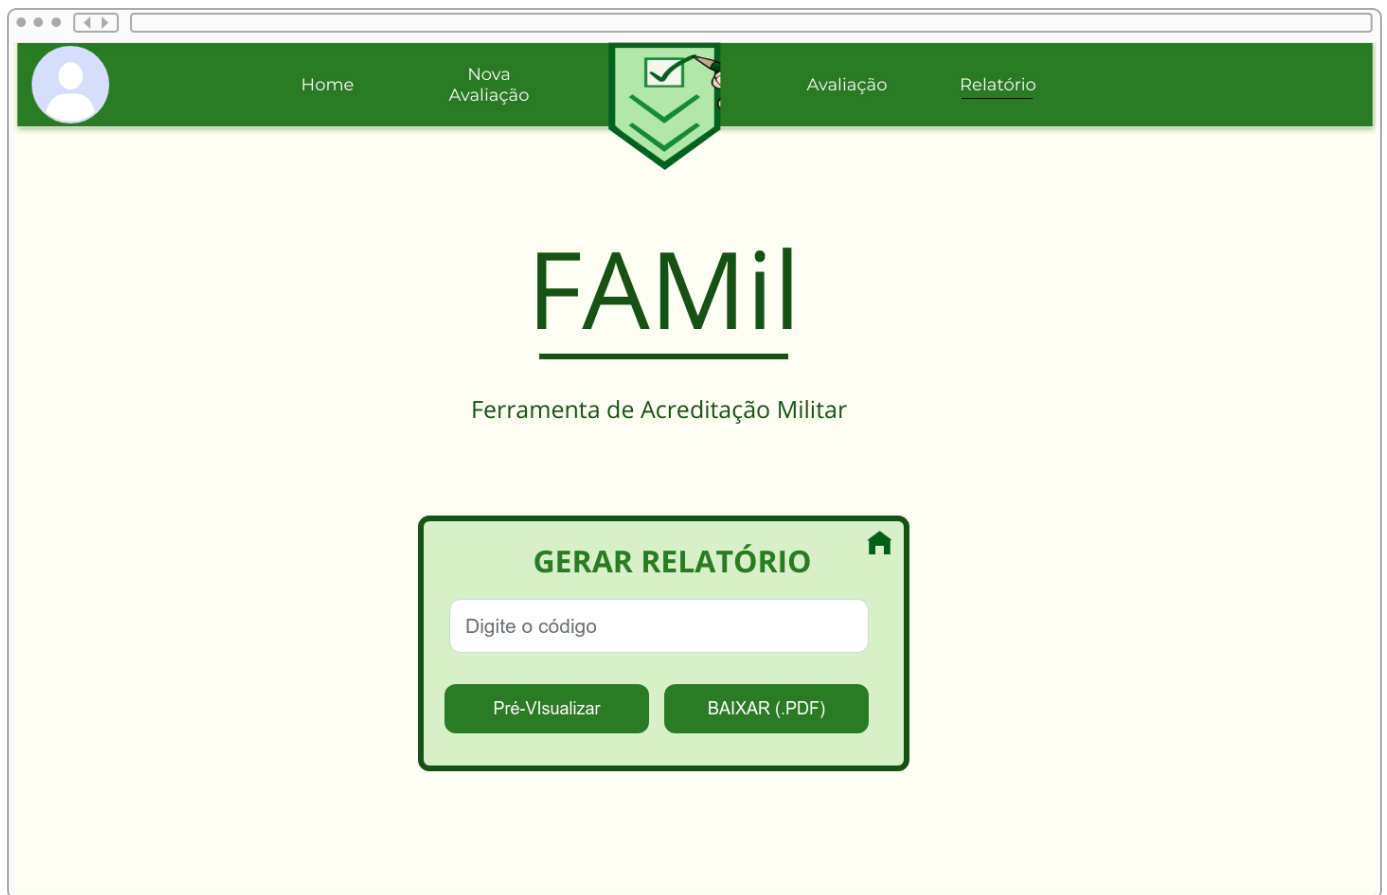 Home
Nova
Avaliação
Avaliação
Relatório
FAMil
Ferramenta de Acreditação Militar
GERAR RELATÓRIO
Digite o código
Pré-VIsualizar
BAIXAR (.PDF)